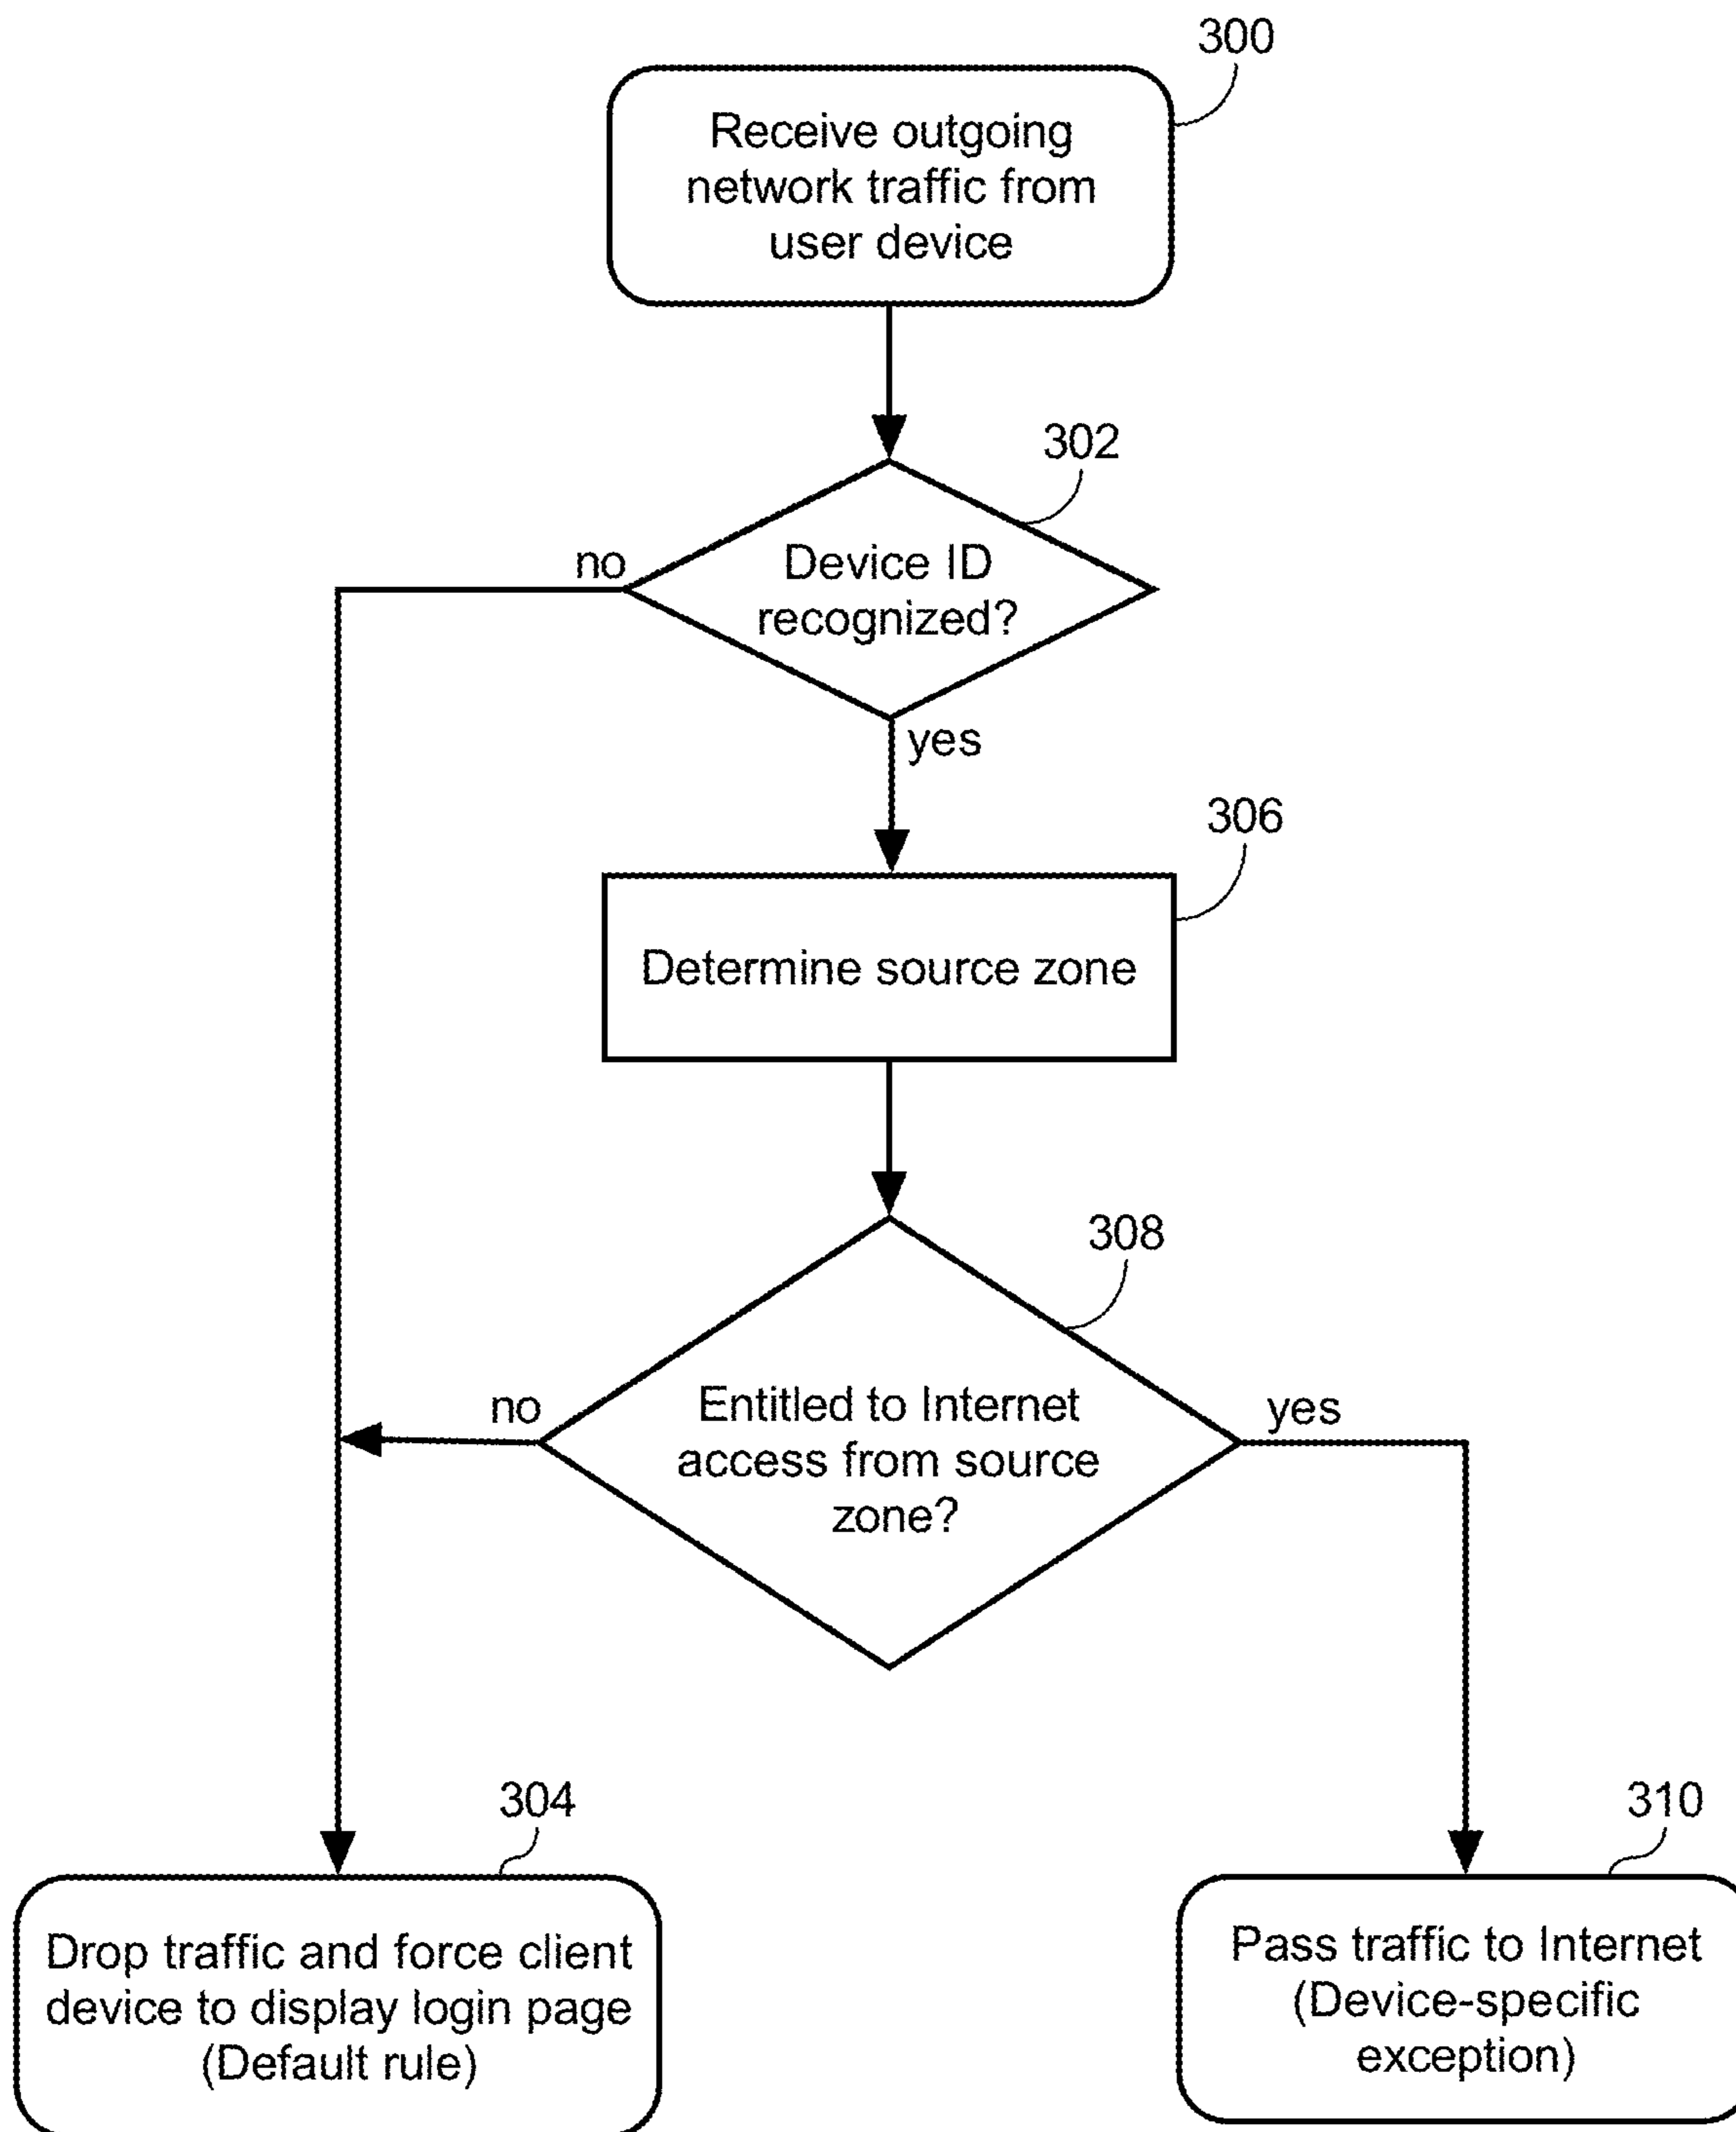 300
Receive outgoing
network traffic from
user device
302
no
Device ID
recognized?
yes
306
Determine source zone
308
no
Entitled to Internet
access from source
zone?
yes
304
310
Drop traffic and force client
device to display login page
(Default rule)
Pass traffic to Internet
(Device-specific
exception)